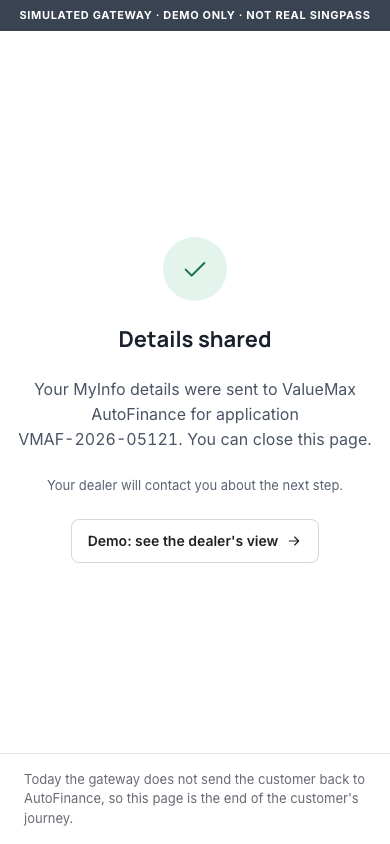 SIMULATED GATEWAY · DEMO ONLY · NOT REAL SINGPASS
Details shared
Your MyInfo details were sent to ValueMax
AutoFinance for application
VMAF-2026-05121. You can close this page.
Your dealer will contact you about the next step.
Demo: see the dealer's view →
Today the gateway does not send the customer back to
AutoFinance, so this page is the end of the customer's
journey.